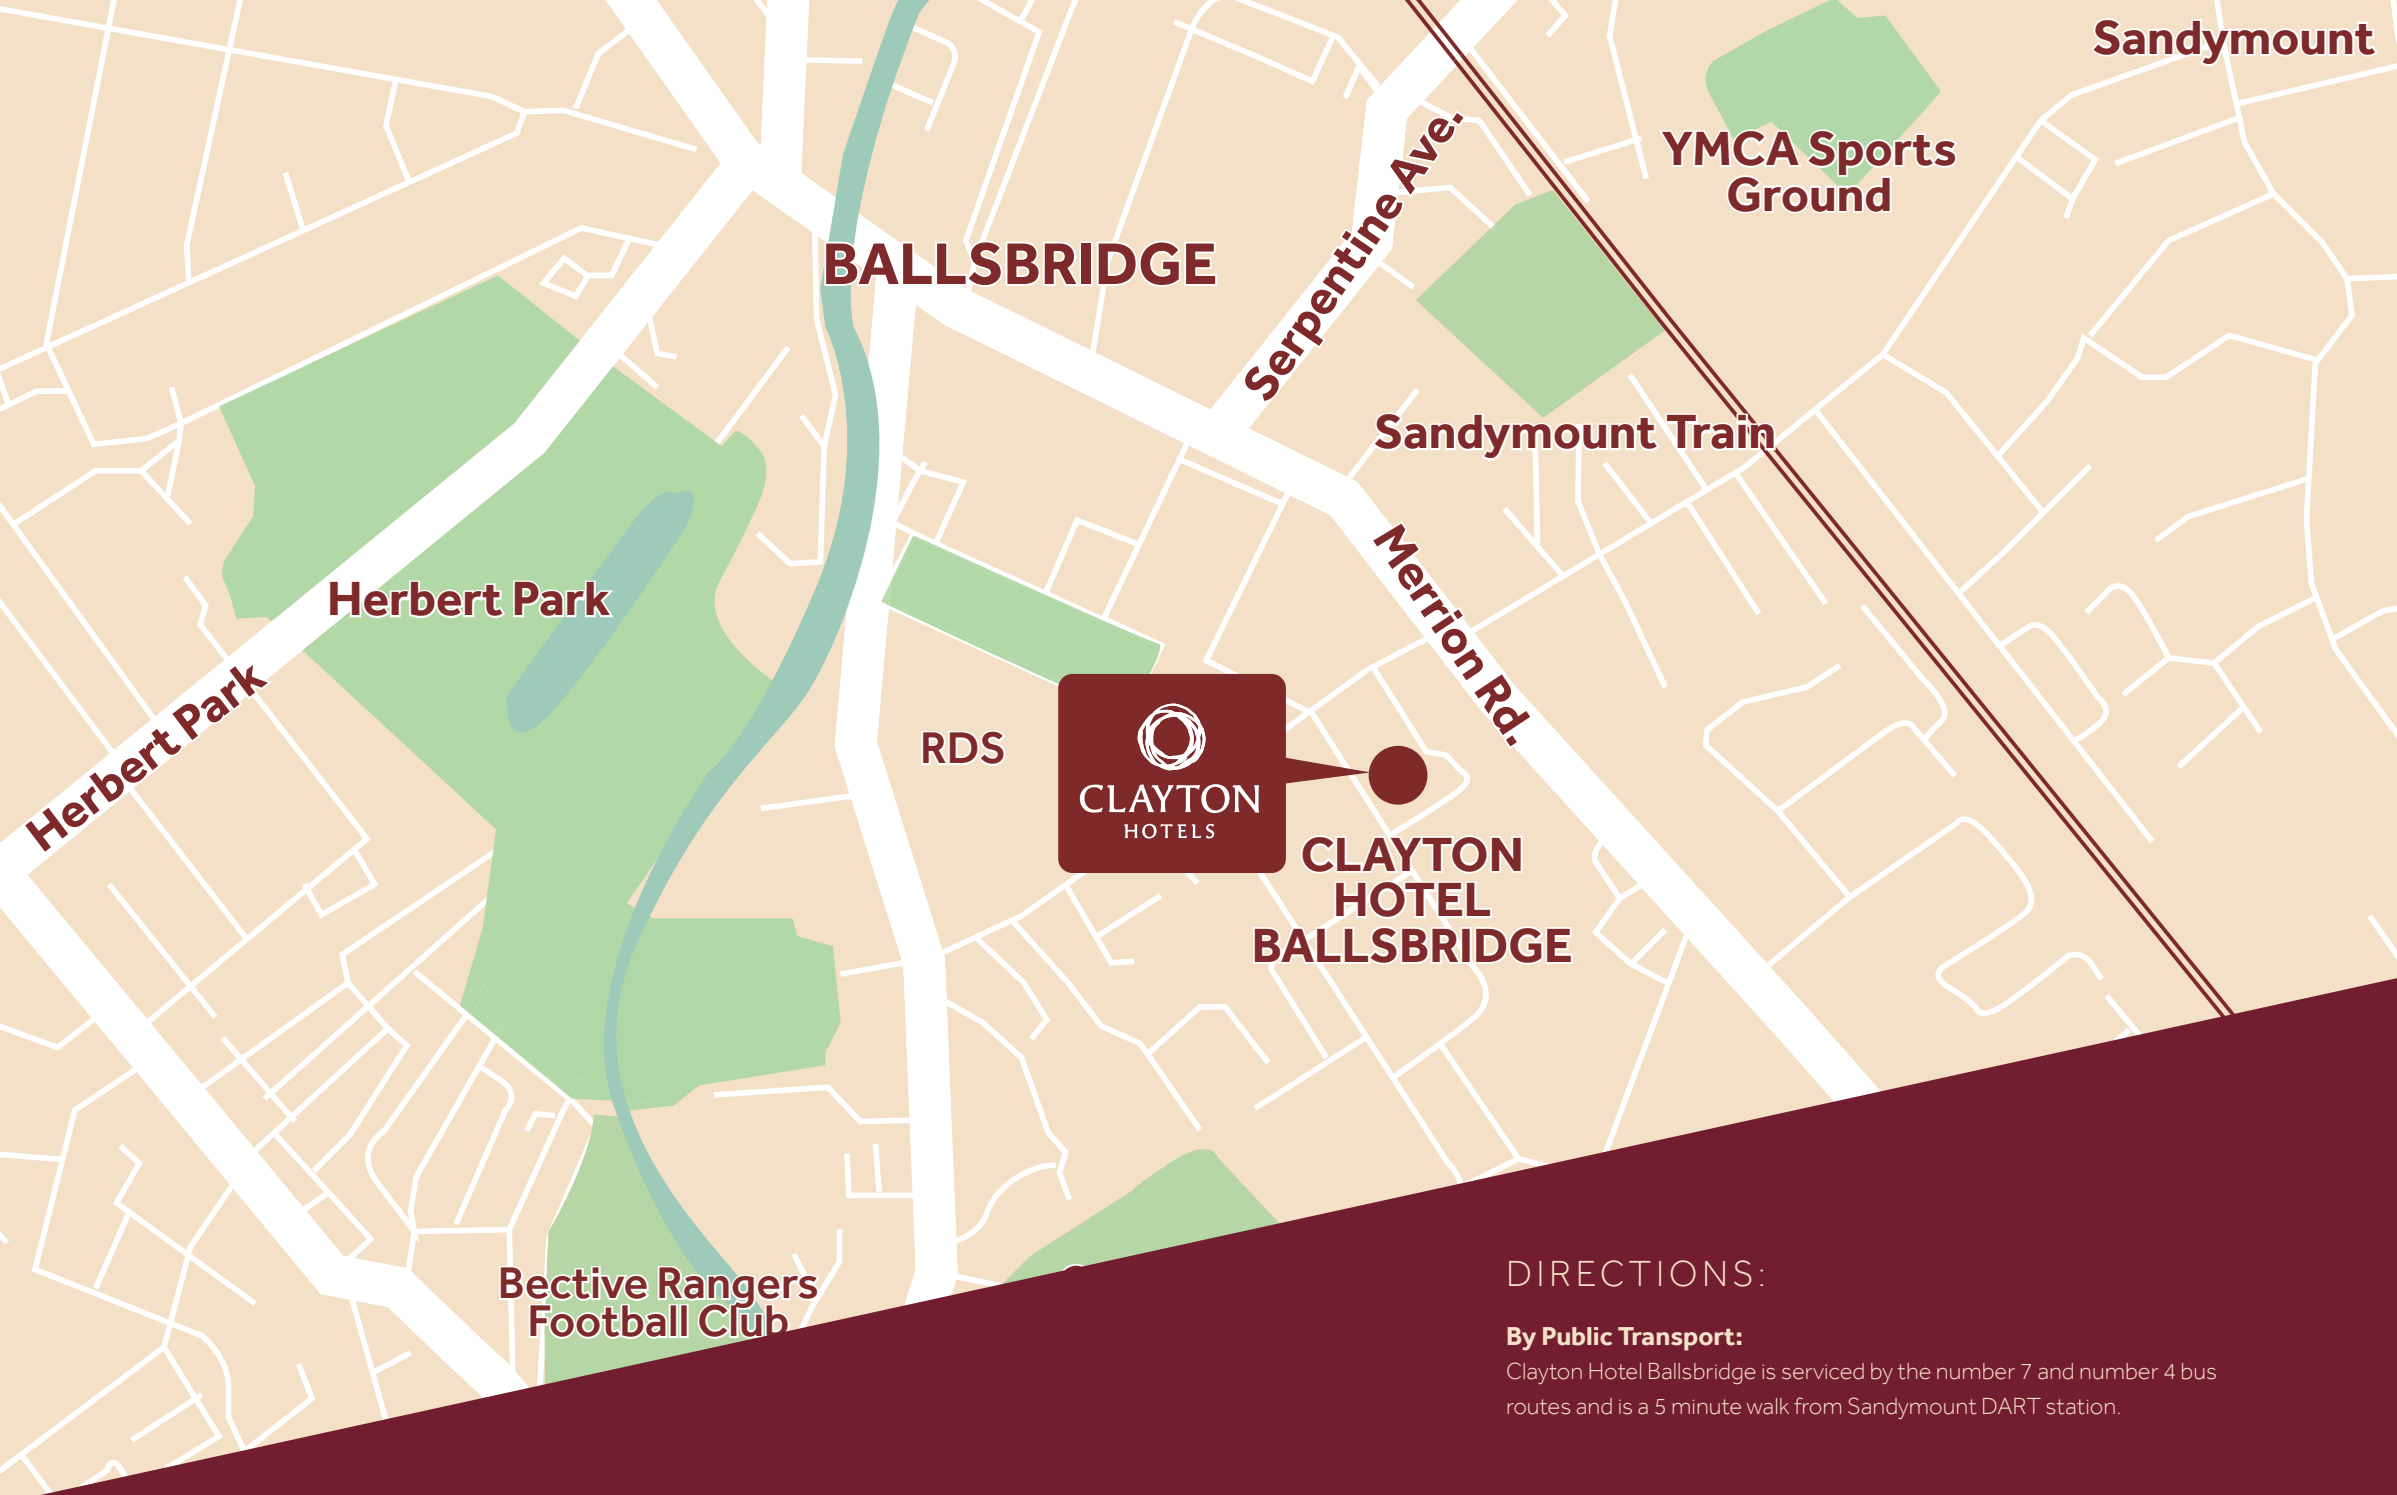 Sandymount
YMCA Sports
Ground
BALLSBRIDGE
Serpentine Ave.
Sandymount Train
Herbert Park
Merrion Rd.
Herbert Park
RDS
CLAYTON
HOTELS
CLAYTON
HOTEL
BALLSBRIDGE
Bective Rangers
Football Club
DIRECTIONS:
By Public Transport:
Clayton Hotel Ballsbridge is serviced by the number 7 and number 4 bus
routes and is a 5 minute walk from Sandymount DART station.